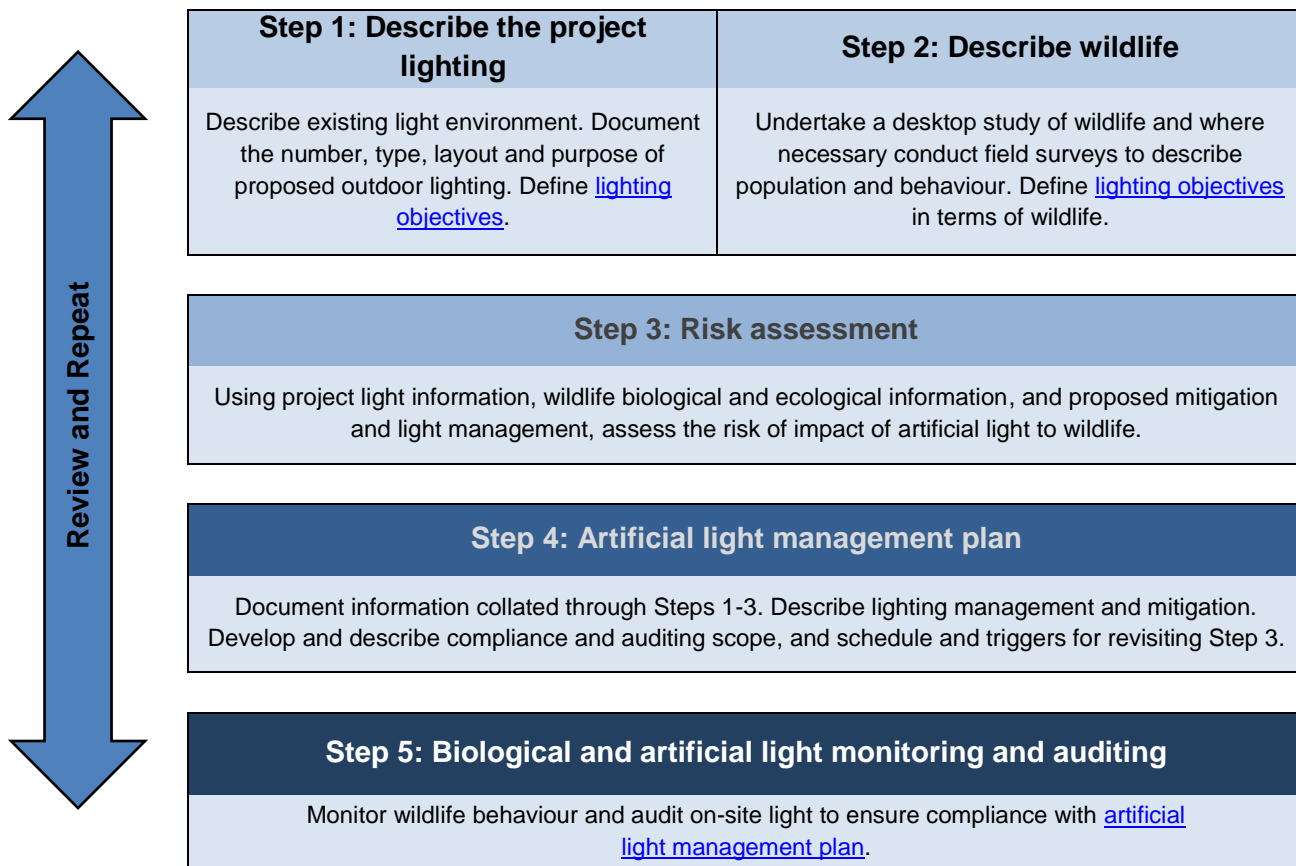 Review and Repeat
Step 1: Describe the project
lighting
Describe existing light environment. Document
the number, type, layout and purpose of
proposed outdoor lighting. Define lighting
objectives.
Step 2: Describe wildlife
Undertake a desktop study of wildlife and where
necessary conduct field surveys to describe
population and behaviour. Define lighting objectives
in terms of wildlife.
Step 3: Risk assessment
Using project light information, wildlife biological and ecological information, and proposed mitigation
and light management, assess the risk of impact of artificial light to wildlife.
Step 4: Artificial light management plan
Document information collated through Steps 1-3. Describe lighting management and mitigation.
Develop and describe compliance and auditing scope, and schedule and triggers for revisiting Step 3.
Step 5: Biological and artificial light monitoring and auditing
Monitor wildlife behaviour and audit on-site light to ensure compliance with artificial
light management plan.